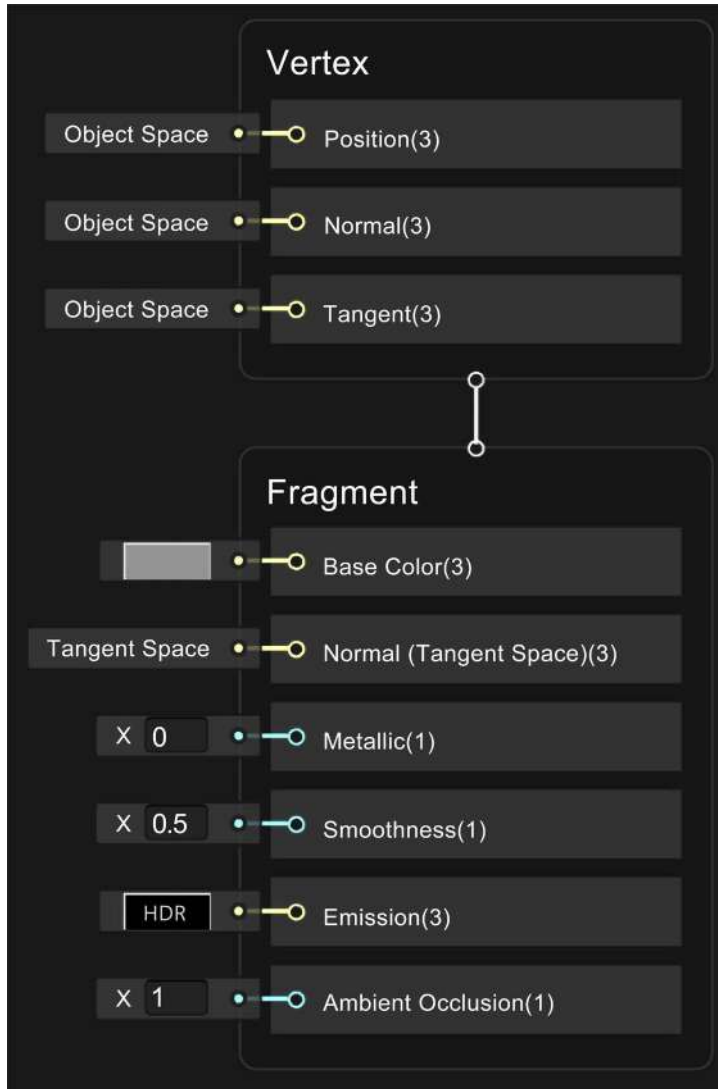 Vertex
Object Space Position(3)
Object Space Normal(3)
Object Space Tangent(3)
Fragment
Base Color(3)
Tangent Space Normal (Tangent Space)(3)
X 0 Metallic(1)
X 0.5 Smoothness(1)
HDR Emission(3)
X 1 Ambient Occlusion(1)